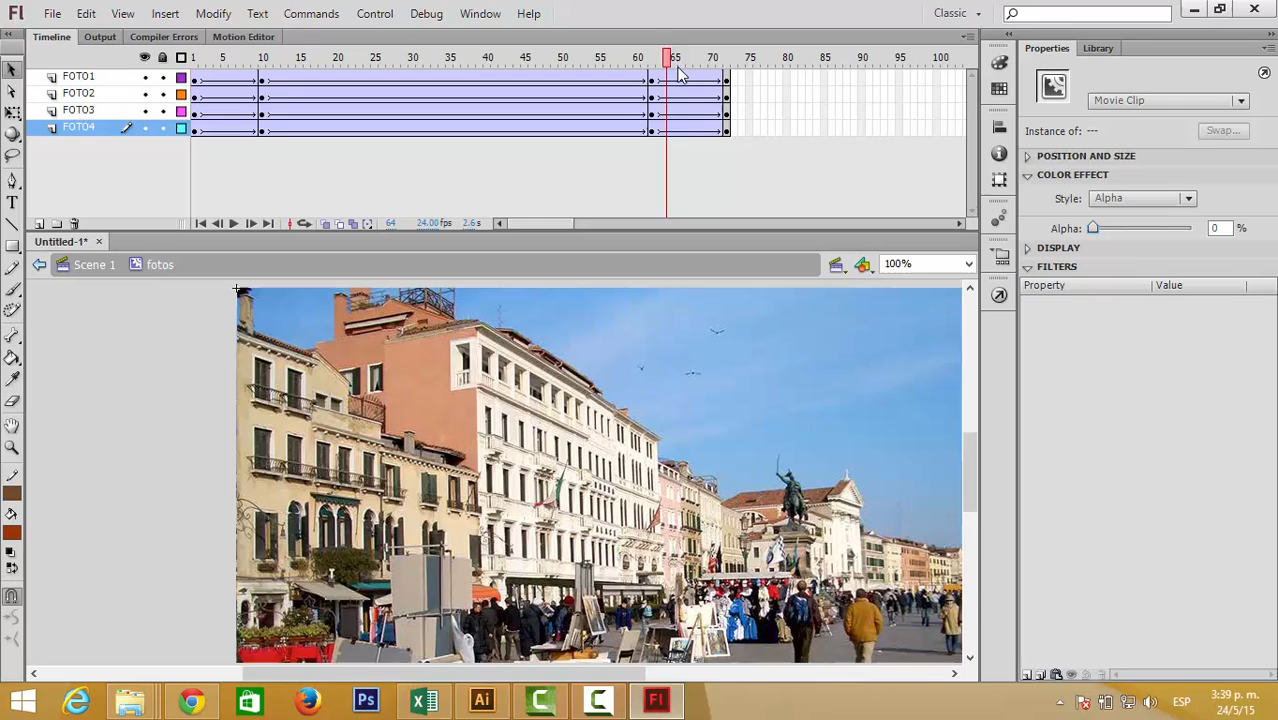 Fl File Edit View Insert Modify Text Commands Control Debug Window Help Classic
Timeline Output Compiler Errors Motion Editor Properties Library
1 5 10 15 20 25 30 35 40 45 50 55 60 65 70 75 80 85 90 95 100
FOTO1
FOTO2
FOTO3
FOTO4
Movie Clip
Instance of: --- Swap...
POSITION AND SIZE
COLOR EFFECT
Style: Alpha
Alpha: 0 %
DISPLAY
FILTERS
Property Value
64 24.00 fps 2.6 s
Untitled-1* ×
Scene 1 fotos 100%
Ps Ai Fl ESP
3:39 p. m.
24/5/15